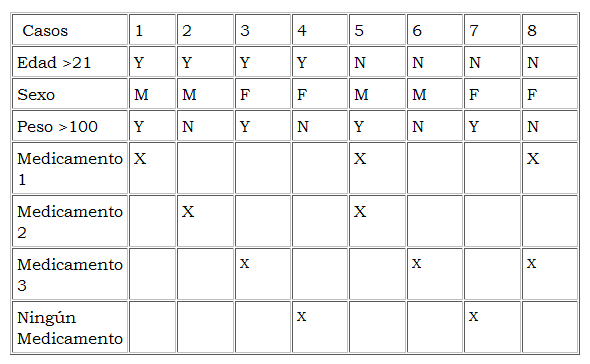 Casos 1 2 3 4 5 6 7 8
Edad >21 Y Y Y Y N N N N
Sexo M M F F M M F F
Peso >100 Y N Y N Y N Y N
Medicamento X X X
1
Medicamento X X
2
Medicamento X X X
3
Ningún X X
Medicamento